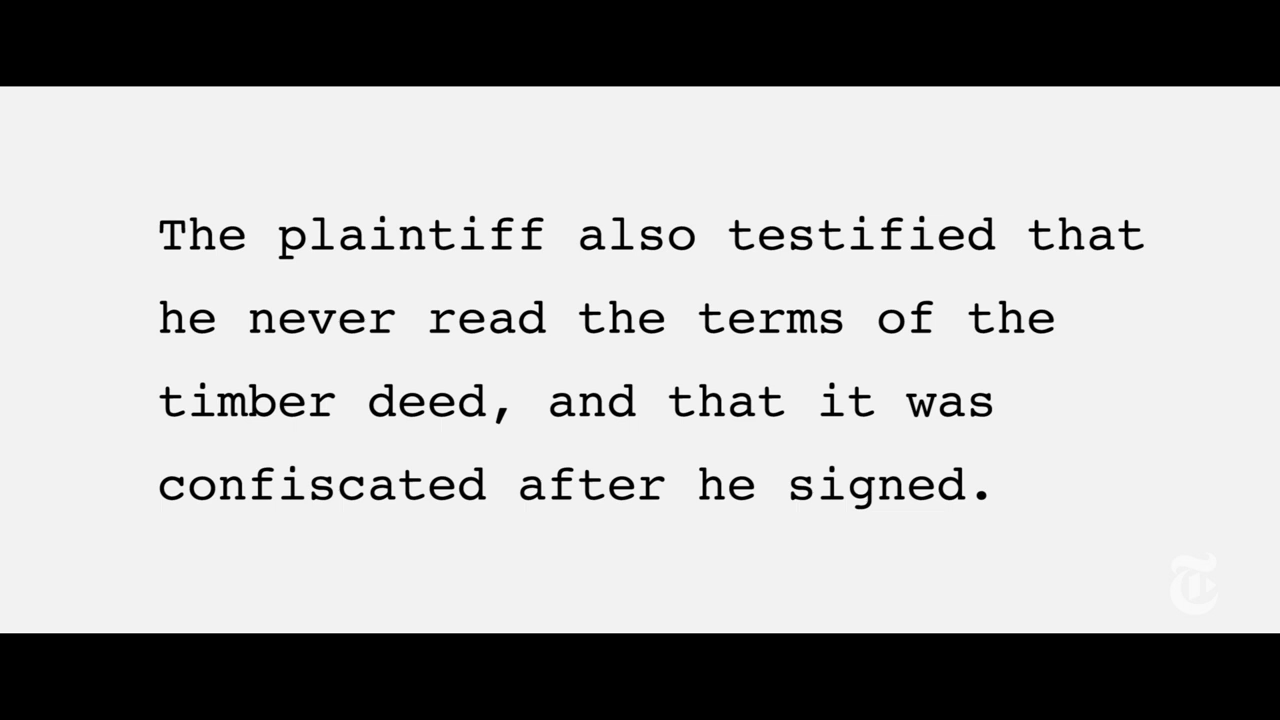 The plaintiff also testified that
he never read the terms of the
timber deed, and that it was
confiscated after he signed.
T